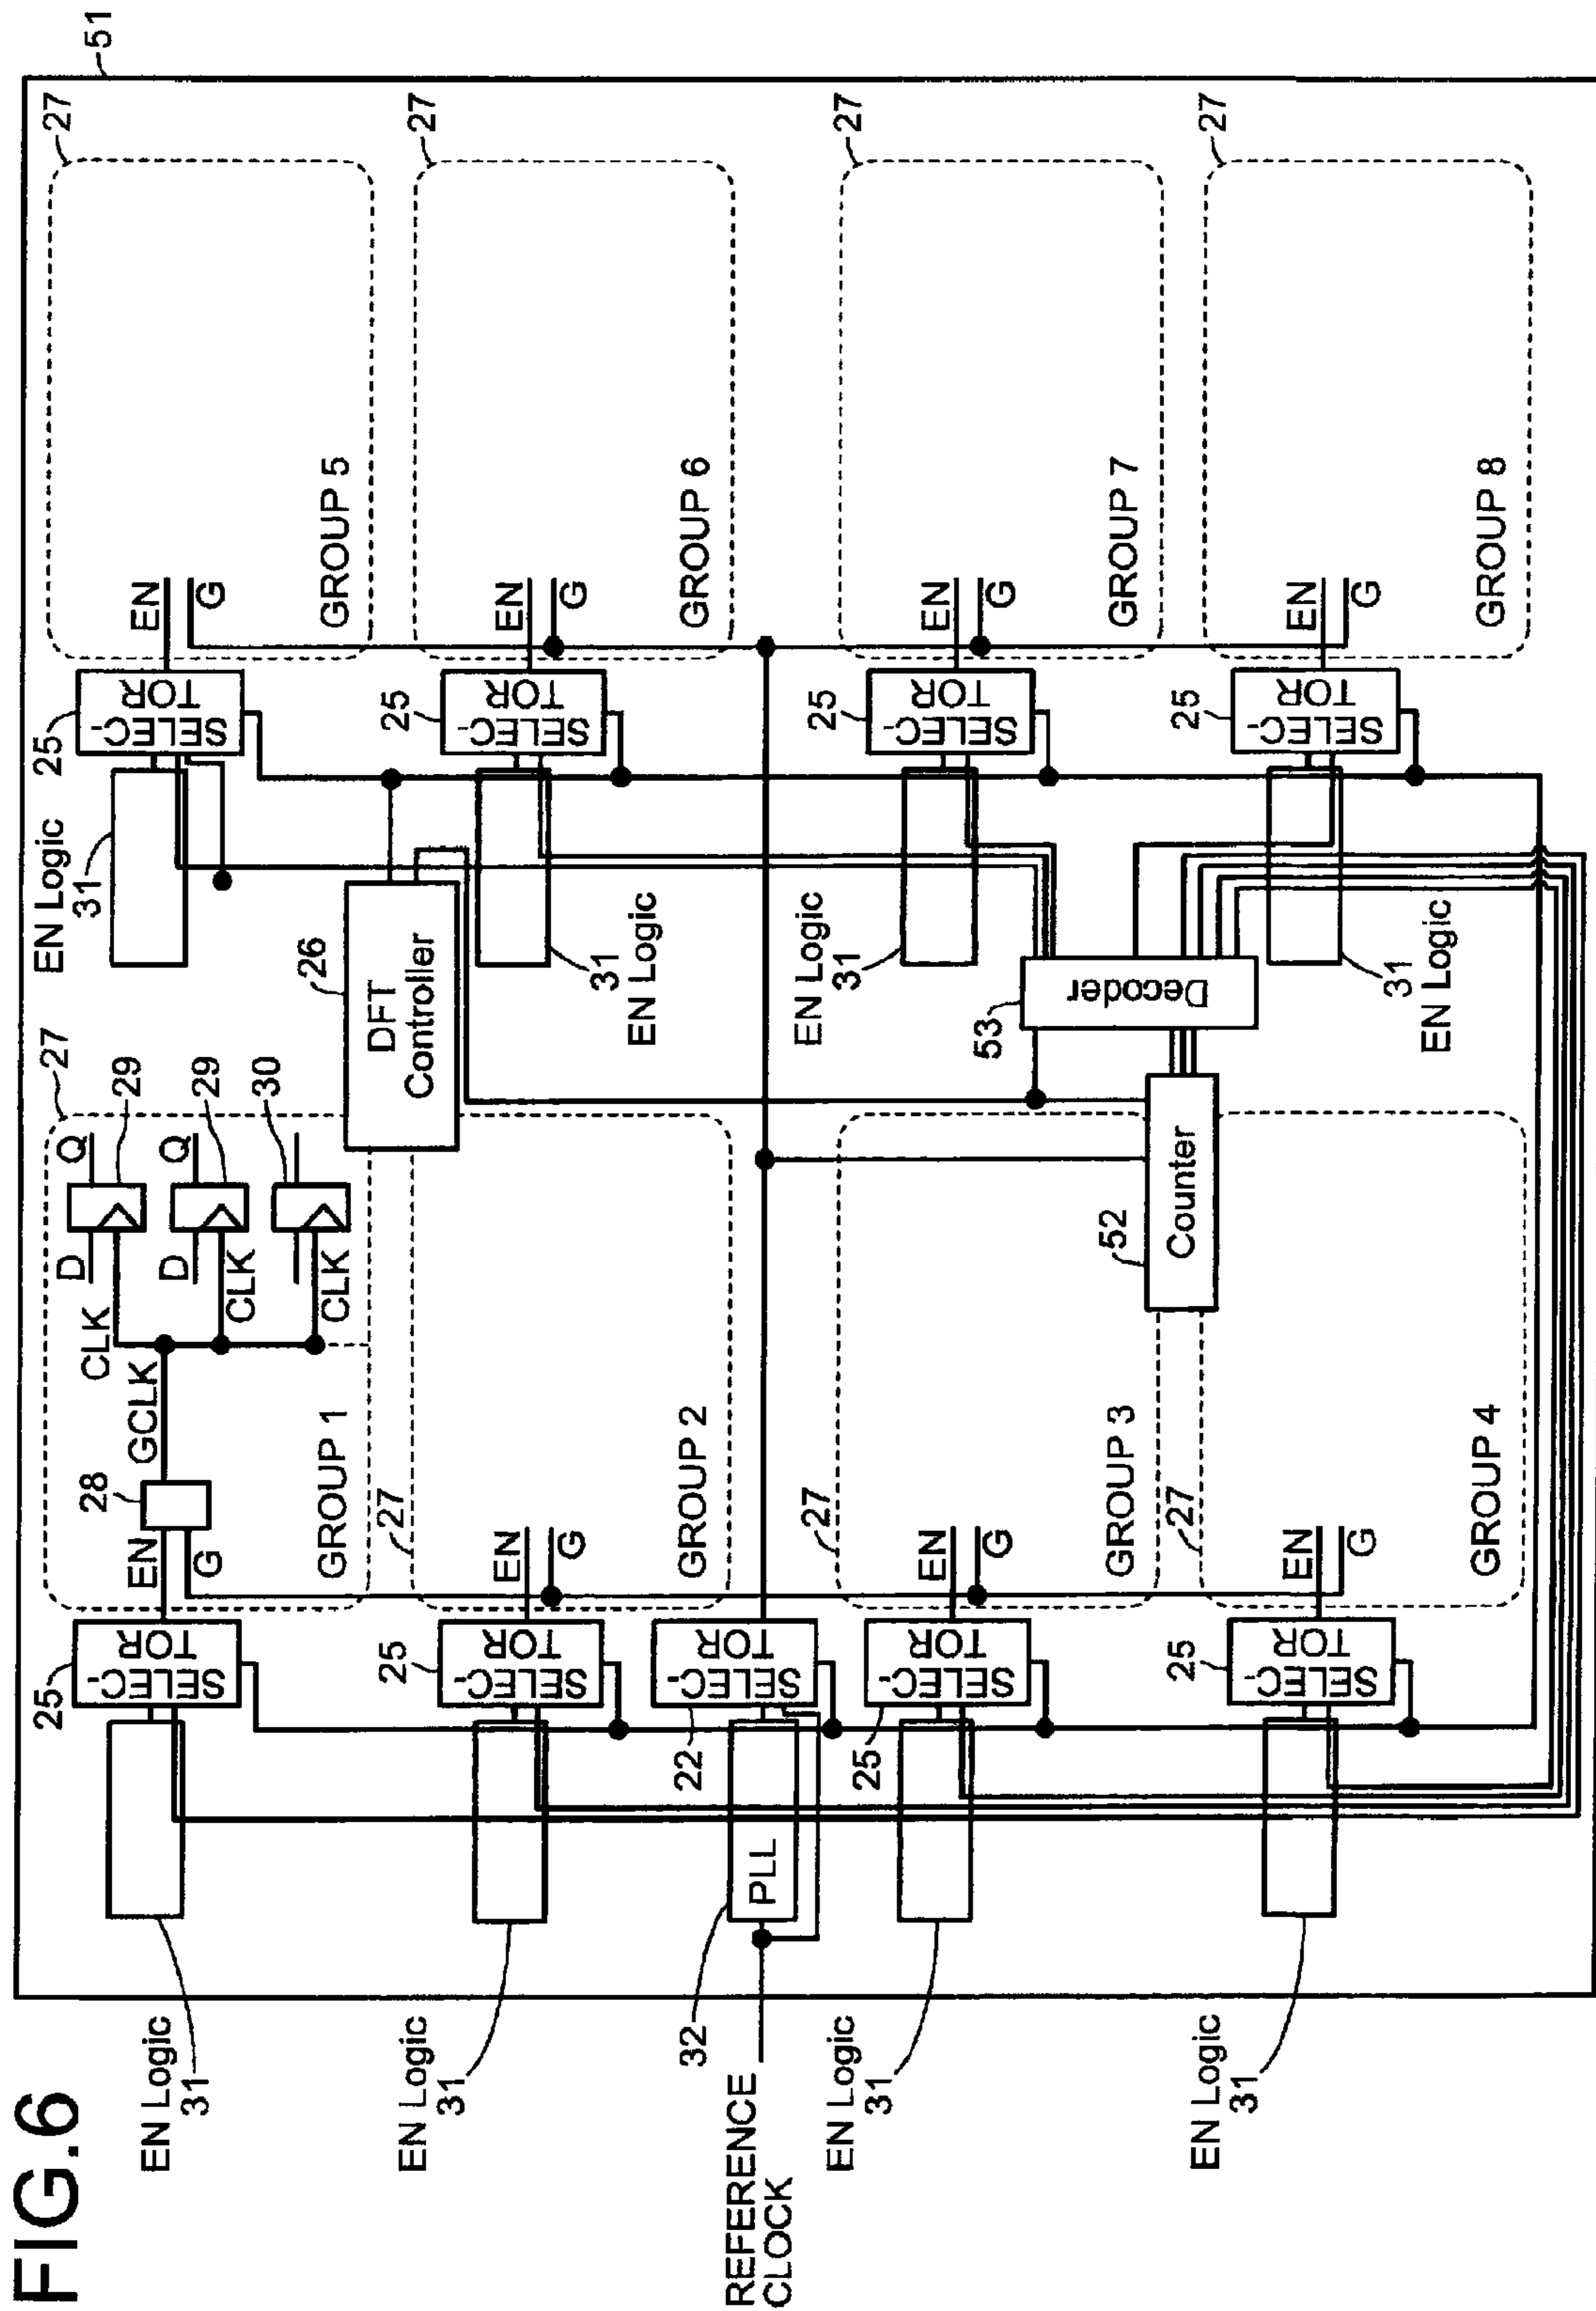 FIG.6
51
EN Logic
31
25
SELEC-
TOR
EN
G
28
GCLK
CLK
D
Q
29
CLK
D
Q
29
CLK
30
GROUP 1
27
EN Logic
31
25
SELEC-
TOR
EN
G
GROUP 2
27
REFERENCE
CLOCK
32
PLL
22
SELEC-
TOR
EN Logic
31
25
SELEC-
TOR
EN
G
GROUP 3
27
EN Logic
31
25
SELEC-
TOR
EN
G
GROUP 4
27
26
DFT
Controller
52
Counter
53
Decoder
EN Logic
31
25
SELEC-
TOR
EN
G
GROUP 5
27
31
EN Logic
25
SELEC-
TOR
EN
G
GROUP 6
27
EN Logic
31
25
SELEC-
TOR
EN
G
GROUP 7
27
31
EN Logic
25
SELEC-
TOR
EN
G
GROUP 8
27